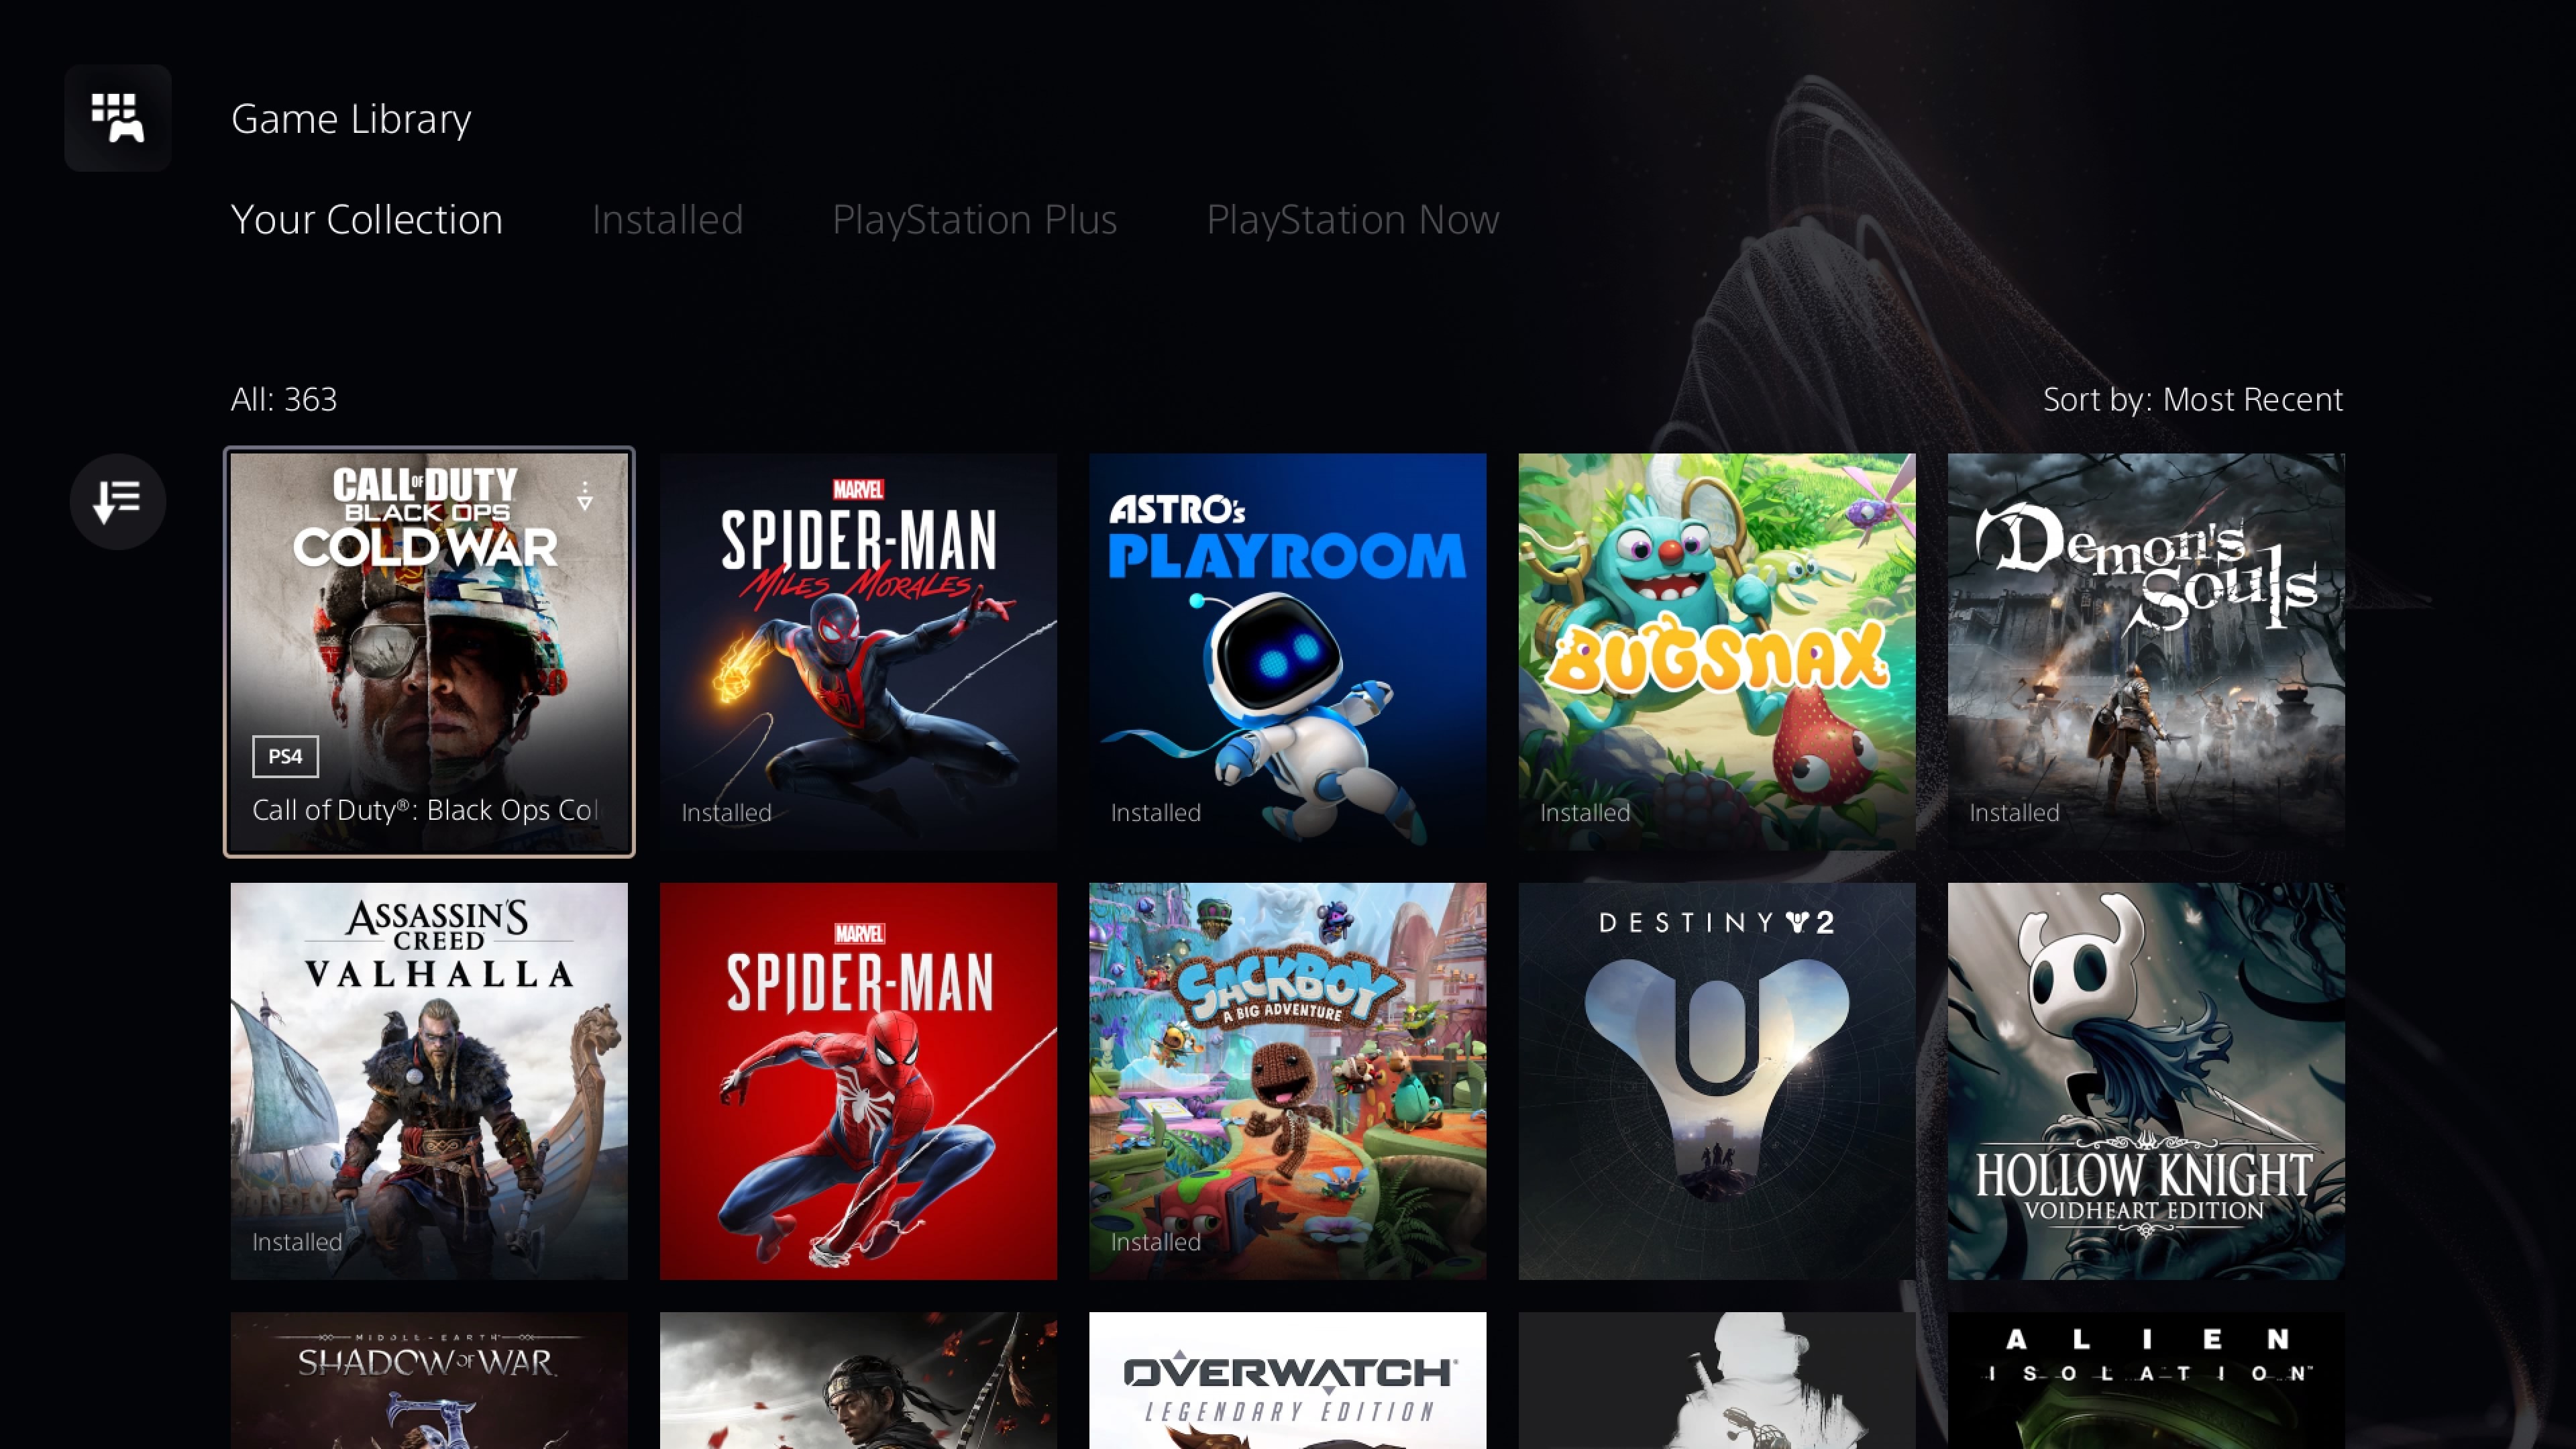 Game Library
Your Collection Installed PlayStation Plus PlayStation Now
All: 363
Sort by: Most Recent
CALL OF DUTY
BLACK OPS
COLD WAR
PS4
Call of Duty®: Black Ops Col
MARVEL
SPIDER-MAN
MILES MORALES
Installed
ASTRO's
PLAYROOM
Installed
BUGSNAX
Installed
Demon's
Souls
Installed
ASSASSIN'S
CREED
VALHALLA
Installed
MARVEL
SPIDER-MAN
SACKBOY
A BIG ADVENTURE
Installed
DESTINY 2
HOLLOW KNIGHT
VOIDHEART EDITION
MIDDLE-EARTH
SHADOW OF WAR
OVERWATCH
LEGENDARY EDITION
ALIEN
ISOLATION™